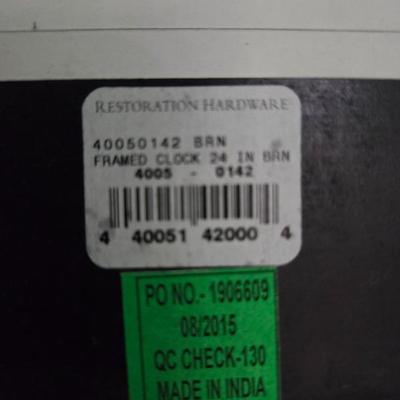 RESTORATION HARDWARE
40050142 BRN
FRAMED CLOCK 24 IN BRN
4005 - 0142
4 40051 42000 4
PO NO.- 1906609
08/2015
QC CHECK-130
MADE IN INDIA